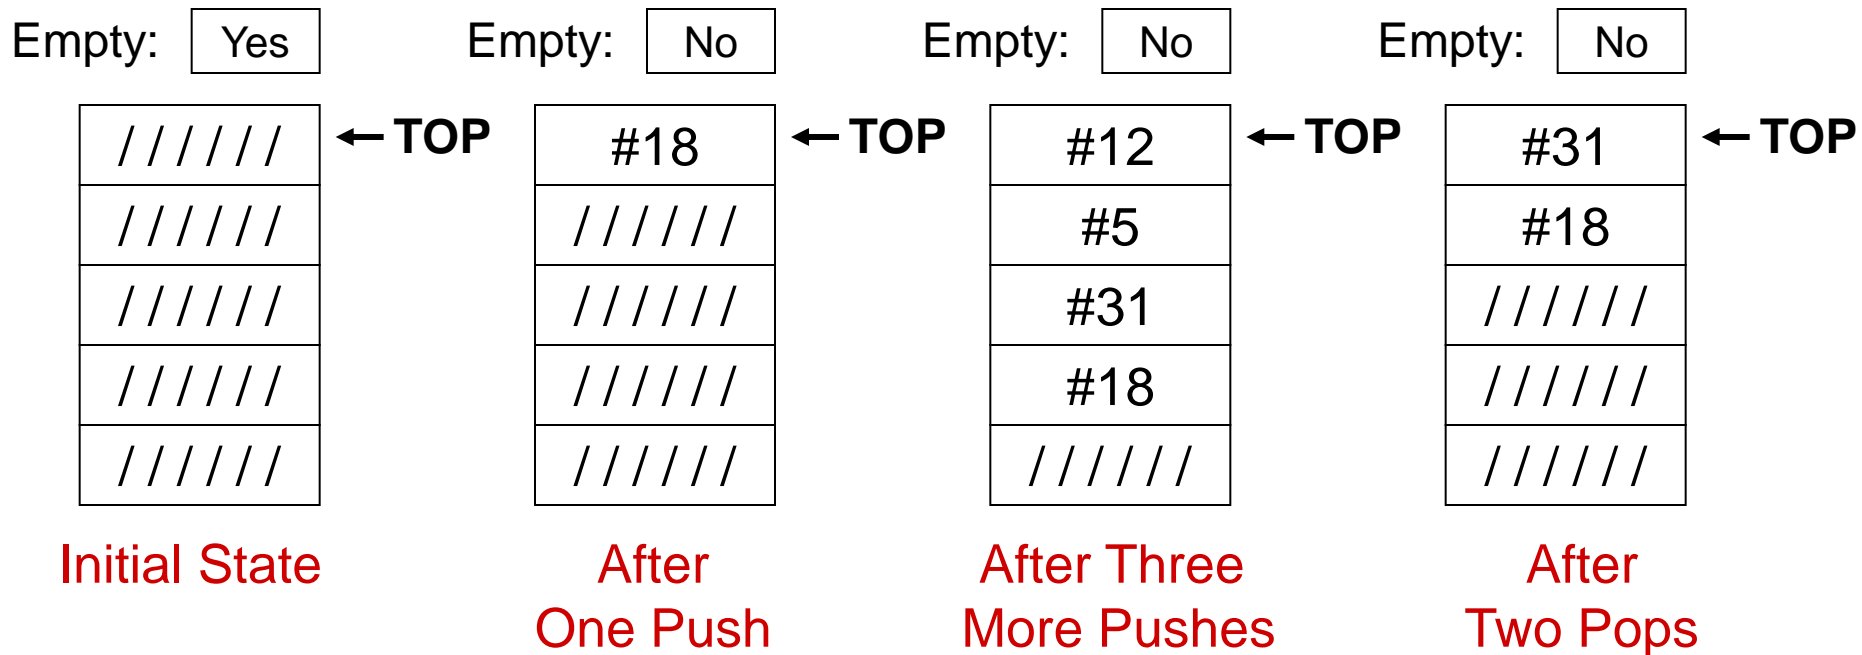 Empty: Yes Empty: No Empty: No Empty: No
/ / / / / / TOP #18 TOP #12 TOP #31 TOP
/ / / / / / / / / / / / #5 #18
/ / / / / / / / / / / / #31 / / / / / /
/ / / / / / / / / / / / #18 / / / / / /
/ / / / / / / / / / / / / / / / / / / / / / / /
Initial State After After Three After
One Push More Pushes Two Pops